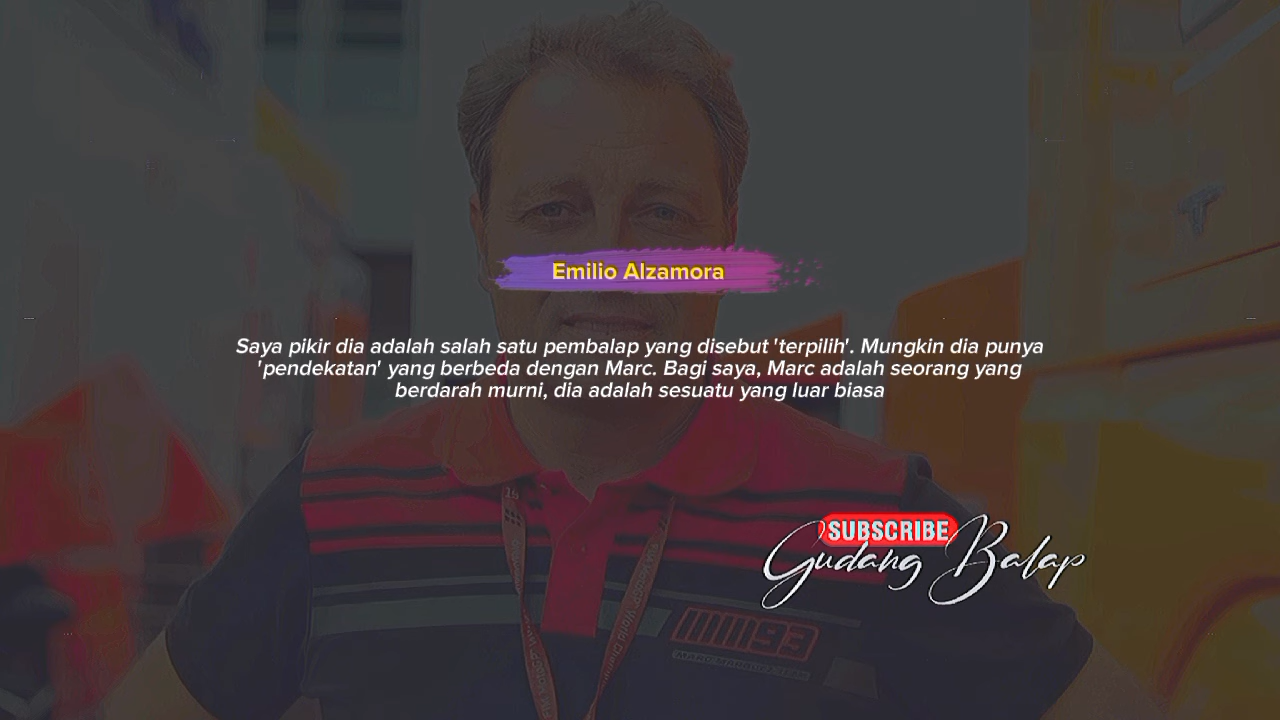 Emilio Alzamora
Saya pikir dia adalah salah satu pembalap yang disebut 'terpilih'. Mungkin dia punya
'pendekatan' yang berbeda dengan Marc. Bagi saya, Marc adalah seorang yang
berdarah murni, dia adalah sesuatu yang luar biasa
SUBSCRIBE
Gudang Balap
93